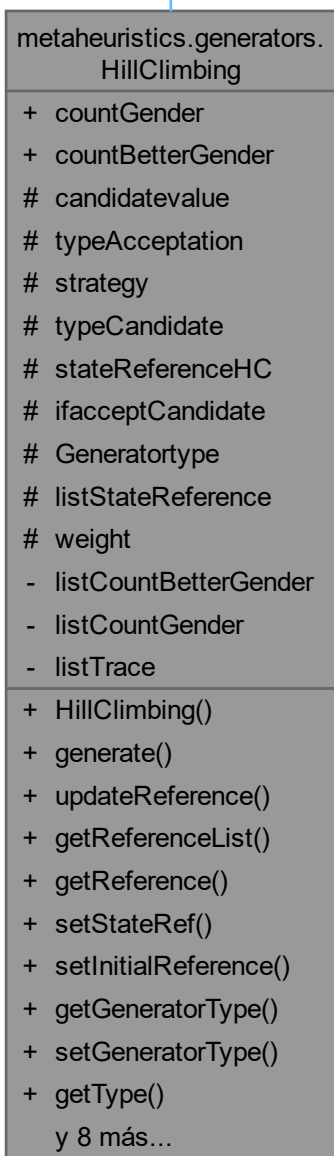 metaheuristics.generators.
HillClimbing
+ countGender
+ countBetterGender
# candidatevalue
# typeAcceptation
# strategy
# typeCandidate
# stateReferenceHC
# ifacceptCandidate
# Generatortype
# listStateReference
# weight
- listCountBetterGender
- listCountGender
- listTrace
+ HillClimbing()
+ generate()
+ updateReference()
+ getReferenceList()
+ getReference()
+ setStateRef()
+ setInitialReference()
+ getGeneratorType()
+ setGeneratorType()
+ getType()
y 8 más...